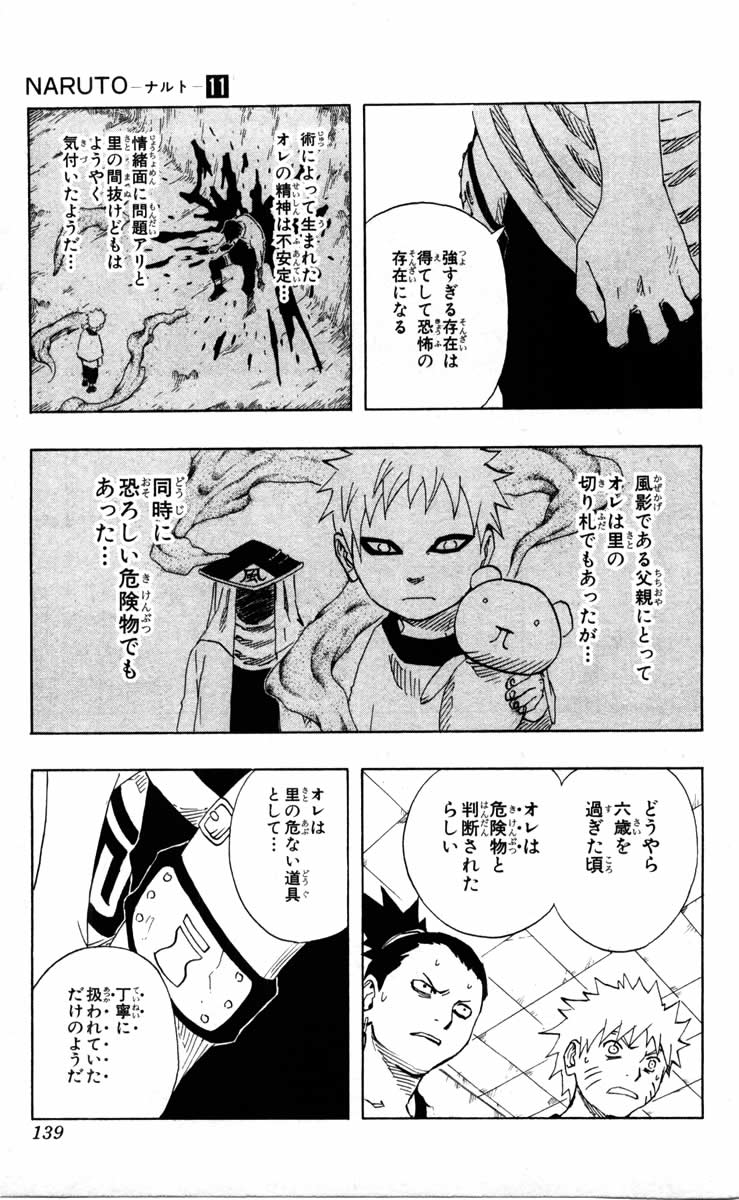 NARUTO—ナルト—11
強すぎる存在は
得てして恐怖の
存在になる
術によって生まれた
オレの精神は不安定…
情緒面に問題アリと
里の間抜けどもは
ようやく
気付いたようだ…
風影である父親にとって
オレは里の
切り札でもあったが…
風
同時に
恐ろしい危険物でも
あった…
どうやら
六歳を
過ぎた頃
オレは
危険物と
判断された
らしい
オレは
里の危ない道具
として…
丁寧に
扱われていた
だけのようだ
139